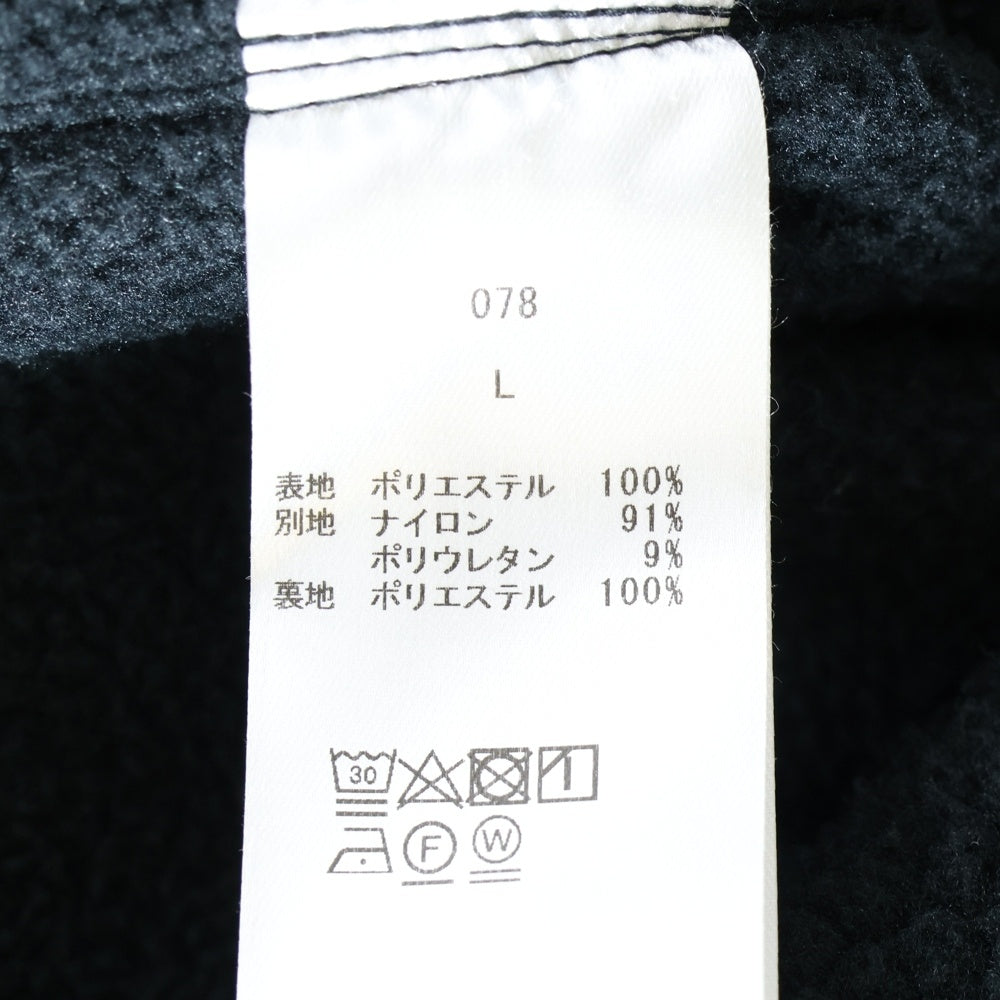 078
L
表地 ポリエステル 100%
別地 ナイロン 91%
ポリウレタン 9%
裏地 ポリエステル 100%
30
F W